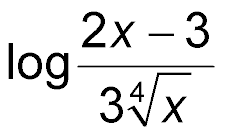 log (2x − 3) / (3∜x)